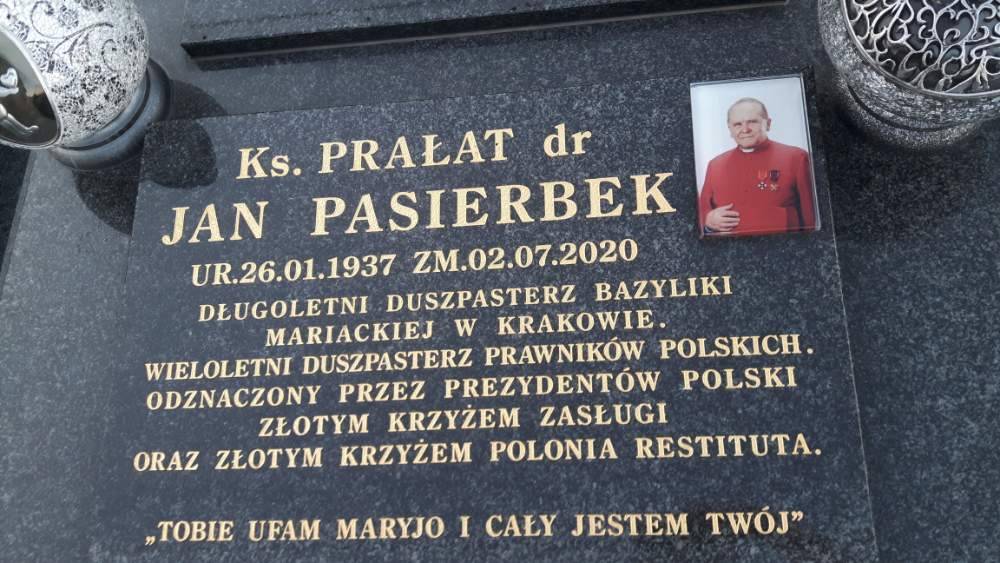 Ks. PRAŁAT dr
JAN PASIERBEK
UR.26.01.1937 ZM.02.07.2020
DŁUGOLETNI DUSZPASTERZ BAZYLIKI
MARIACKIEJ W KRAKOWIE.
WIELOLETNI DUSZPASTERZ PRAWNIKÓW POLSKICH.
ODZNACZONY PRZEZ PREZYDENTÓW POLSKI
ZŁOTYM KRZYŻEM ZASŁUGI
ORAZ ZŁOTYM KRZYŻEM POLONIA RESTITUTA.
„TOBIE UFAM MARYJO I CAŁY JESTEM TWÓJ”